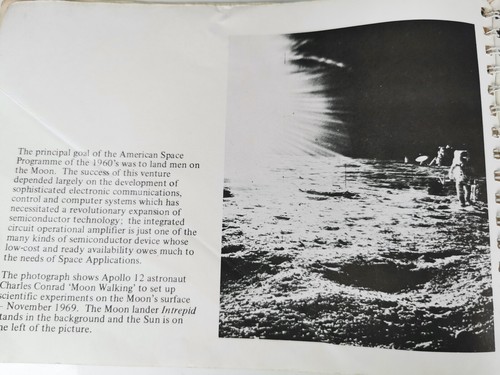 The principal goal of the American Space
Programme of the 1960's was to land men on
the Moon. The success of this venture
depended largely on the development of
sophisticated electronic communications,
control and computer systems which has
necessitated a revolutionary expansion of
semiconductor technology; the integrated
circuit operational amplifier is just one of the
many kinds of semiconductor device whose
low-cost and ready availability owes much to
the needs of Space Applications.
The photograph shows Apollo 12 astronaut
Charles Conrad 'Moon Walking' to set up
scientific experiments on the Moon's surface
– November 1969. The Moon lander Intrepid
tands in the background and the Sun is on
he left of the picture.